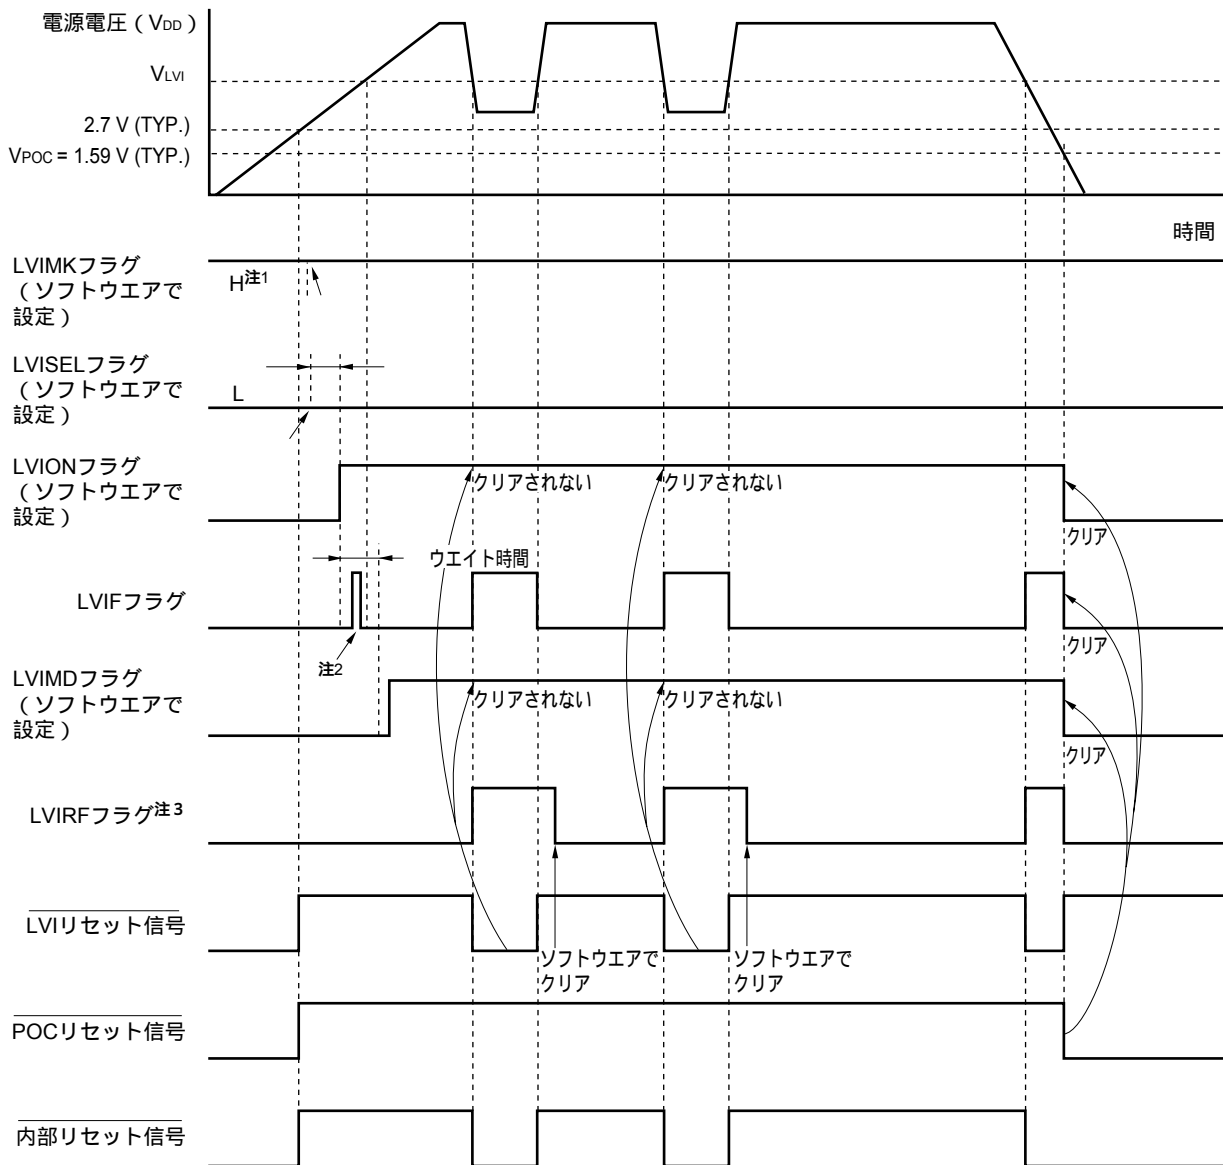 電源電圧（VDD）
VLVI
2.7 V (TYP.)
VPOC = 1.59 V (TYP.)
時間
LVIMKフラグ
（ソフトウエアで
設定）
H注1
LVISELフラグ
（ソフトウエアで
設定）
L
LVIONフラグ
（ソフトウエアで
設定）
クリアされない
クリアされない
クリア
ウエイト時間
LVIFフラグ
注2
クリア
LVIMDフラグ
（ソフトウエアで
設定）
クリアされない
クリアされない
クリア
LVIRFフラグ注3
LVIリセット信号
ソフトウエアで
クリア
ソフトウエアで
クリア
POCリセット信号
内部リセット信号